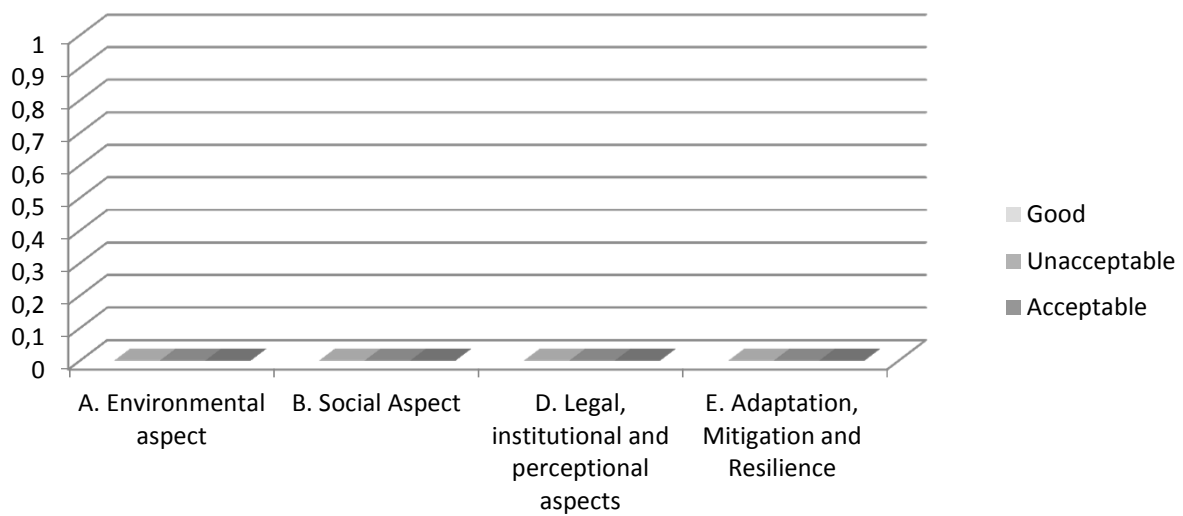 1
0,9
0,8
0,7
0,6
0,5
0,4
0,3
0,2
0,1
0
A. Environmental
aspect
B. Social Aspect
D. Legal,
institutional and
perceptional
aspects
E. Adaptation,
Mitigation and
Resilience
Good
Unacceptable
Acceptable